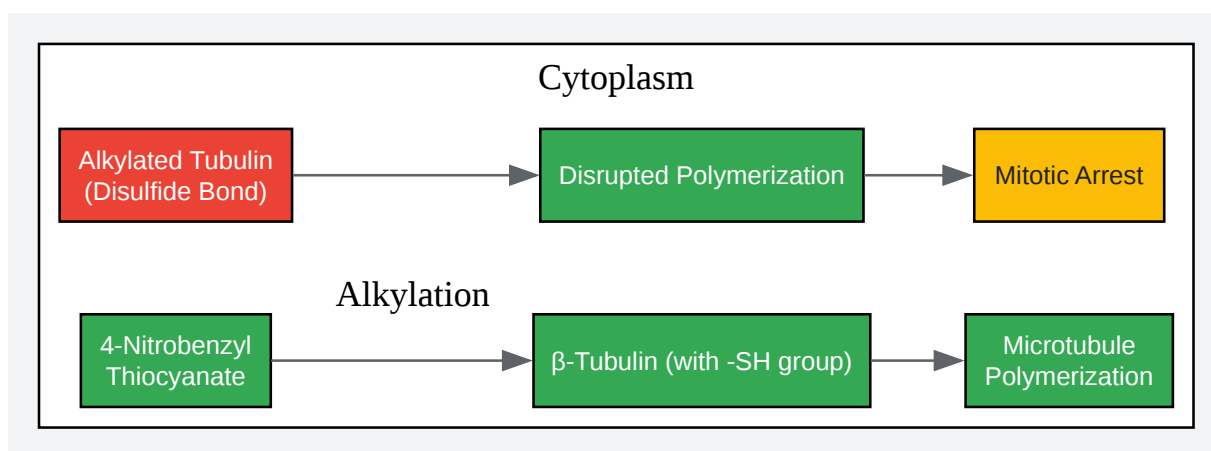 Cytoplasm
Alkylated Tubulin
(Disulfide Bond)
Disrupted Polymerization
Mitotic Arrest
Alkylation
4-Nitrobenzyl
Thiocyanate
β-Tubulin (with -SH group)
Microtubule
Polymerization